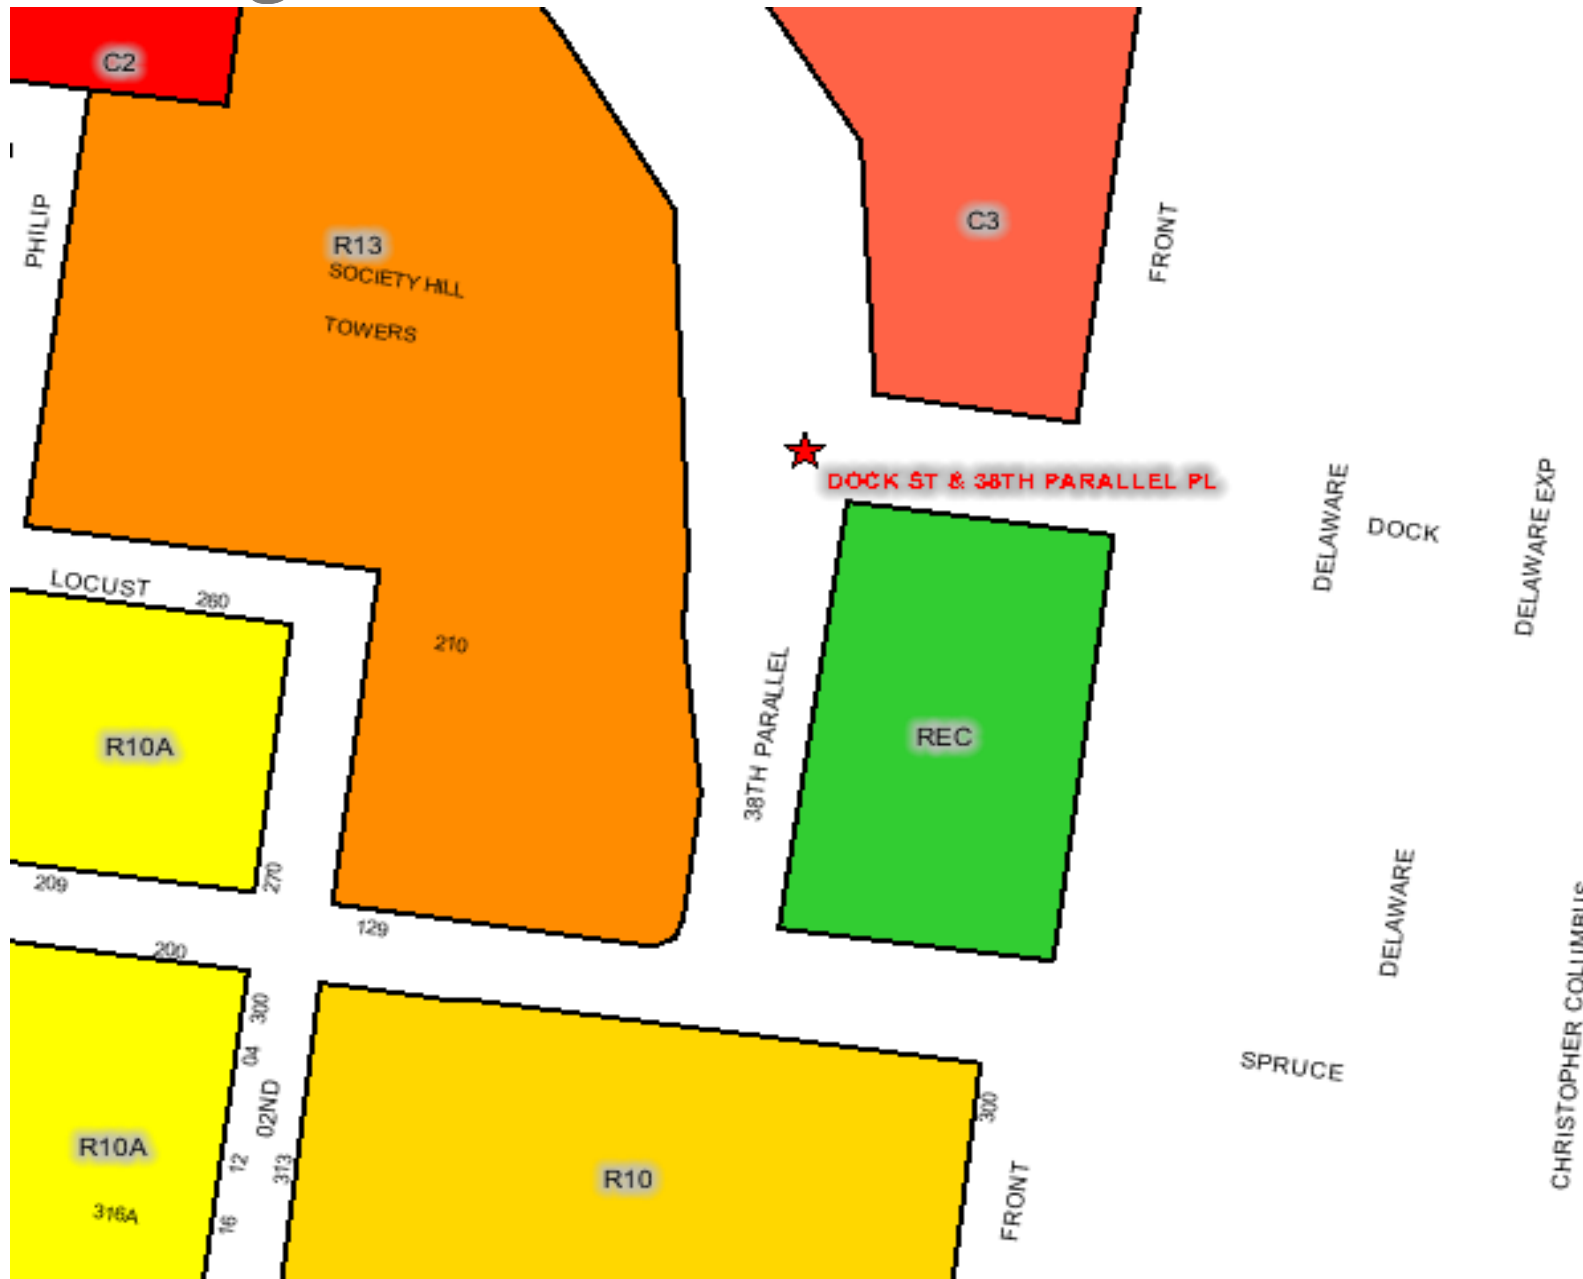 C2
PHILIP
R13
SOCIETY HILL
TOWERS
C3
FRONT
DOCK ST & 38TH PARALLEL PL
DELAWARE
DOCK
DELAWARE EXP
LOCUST
260
210
38TH PARALLEL
REC
R10A
209
270
129
200
300
04
02ND
12
313
16
R10A
316A
R10
300
FRONT
SPRUCE
DELAWARE
CHRISTOPHER COLUMBUS